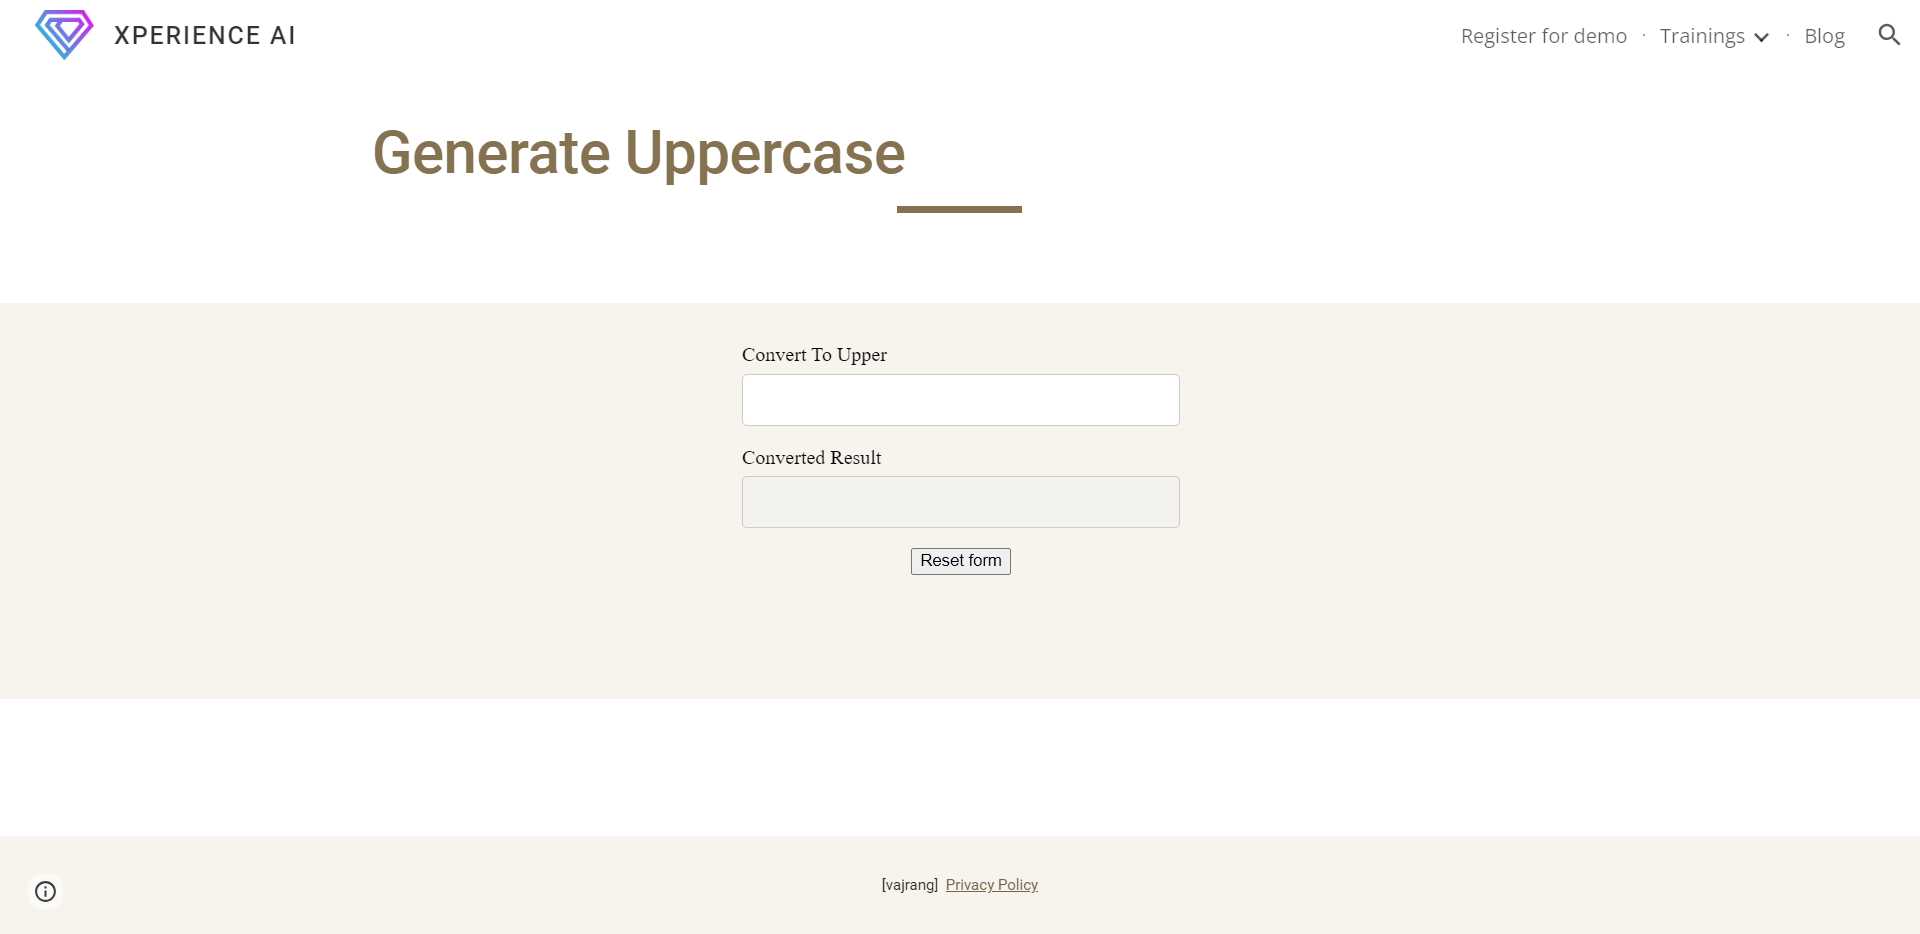 XPERIENCE AI
Register for demo · Trainings · Blog
Generate Uppercase
Convert To Upper
Converted Result
Reset form
[vajrang] Privacy Policy